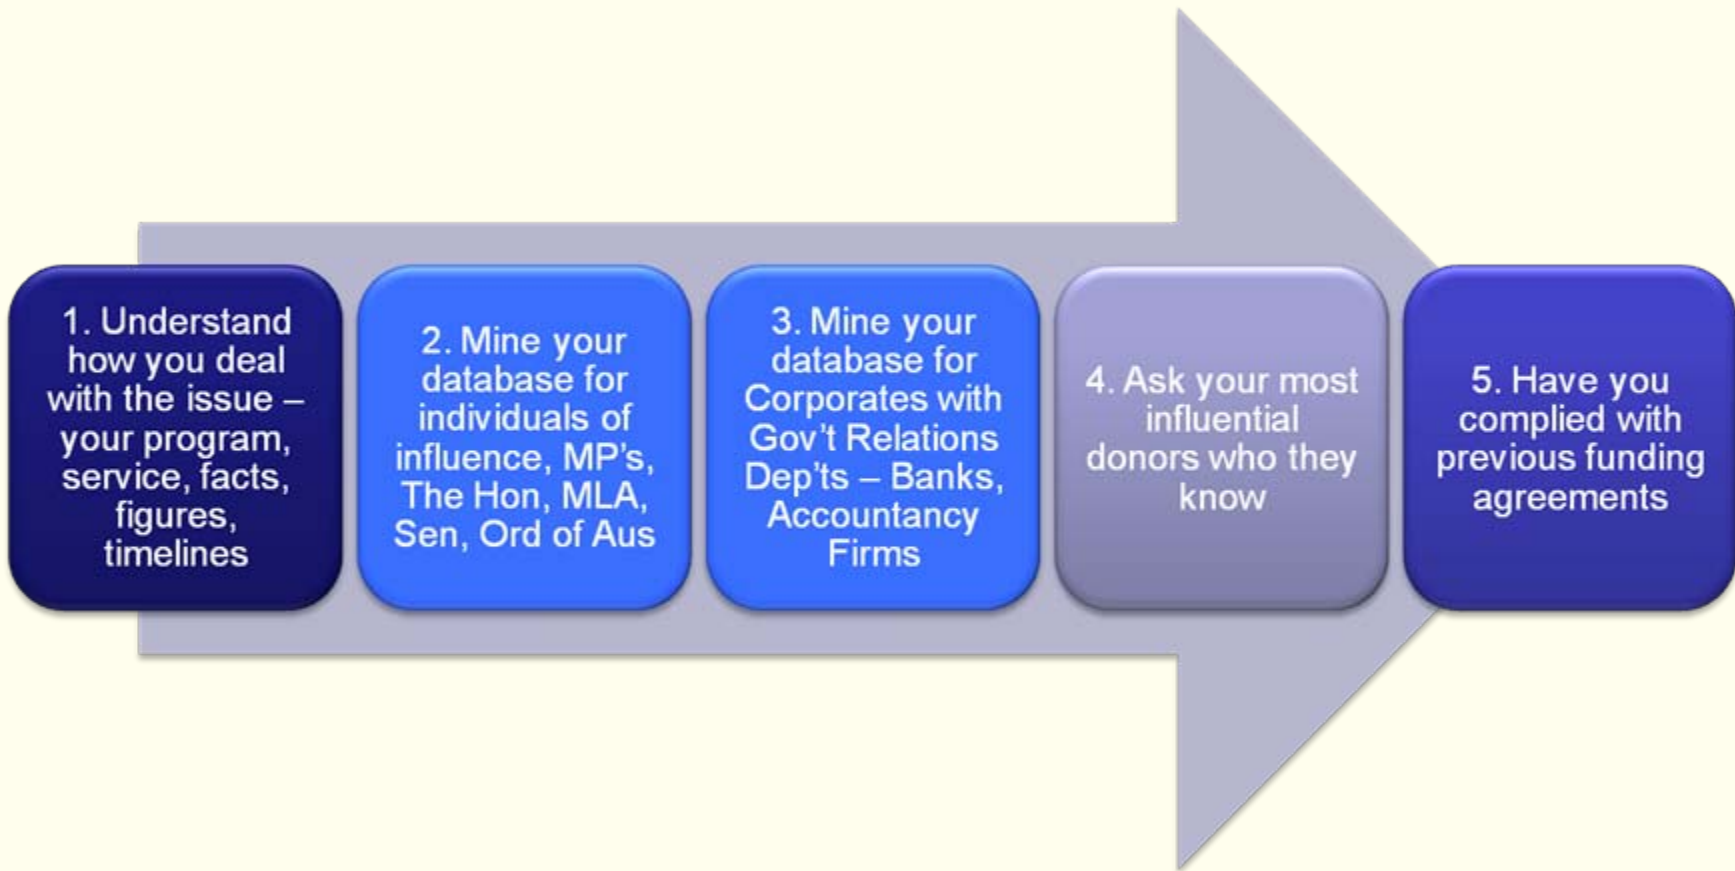 1. Understand
how you deal
with the issue –
your program,
service, facts,
figures,
timelines
2. Mine your
database for
individuals of
influence, MP's,
The Hon, MLA,
Sen, Ord of Aus
3. Mine your
database for
Corporates with
Gov't Relations
Dep'ts – Banks,
Accountancy
Firms
4. Ask your most
influential
donors who they
know
5. Have you
complied with
previous funding
agreements